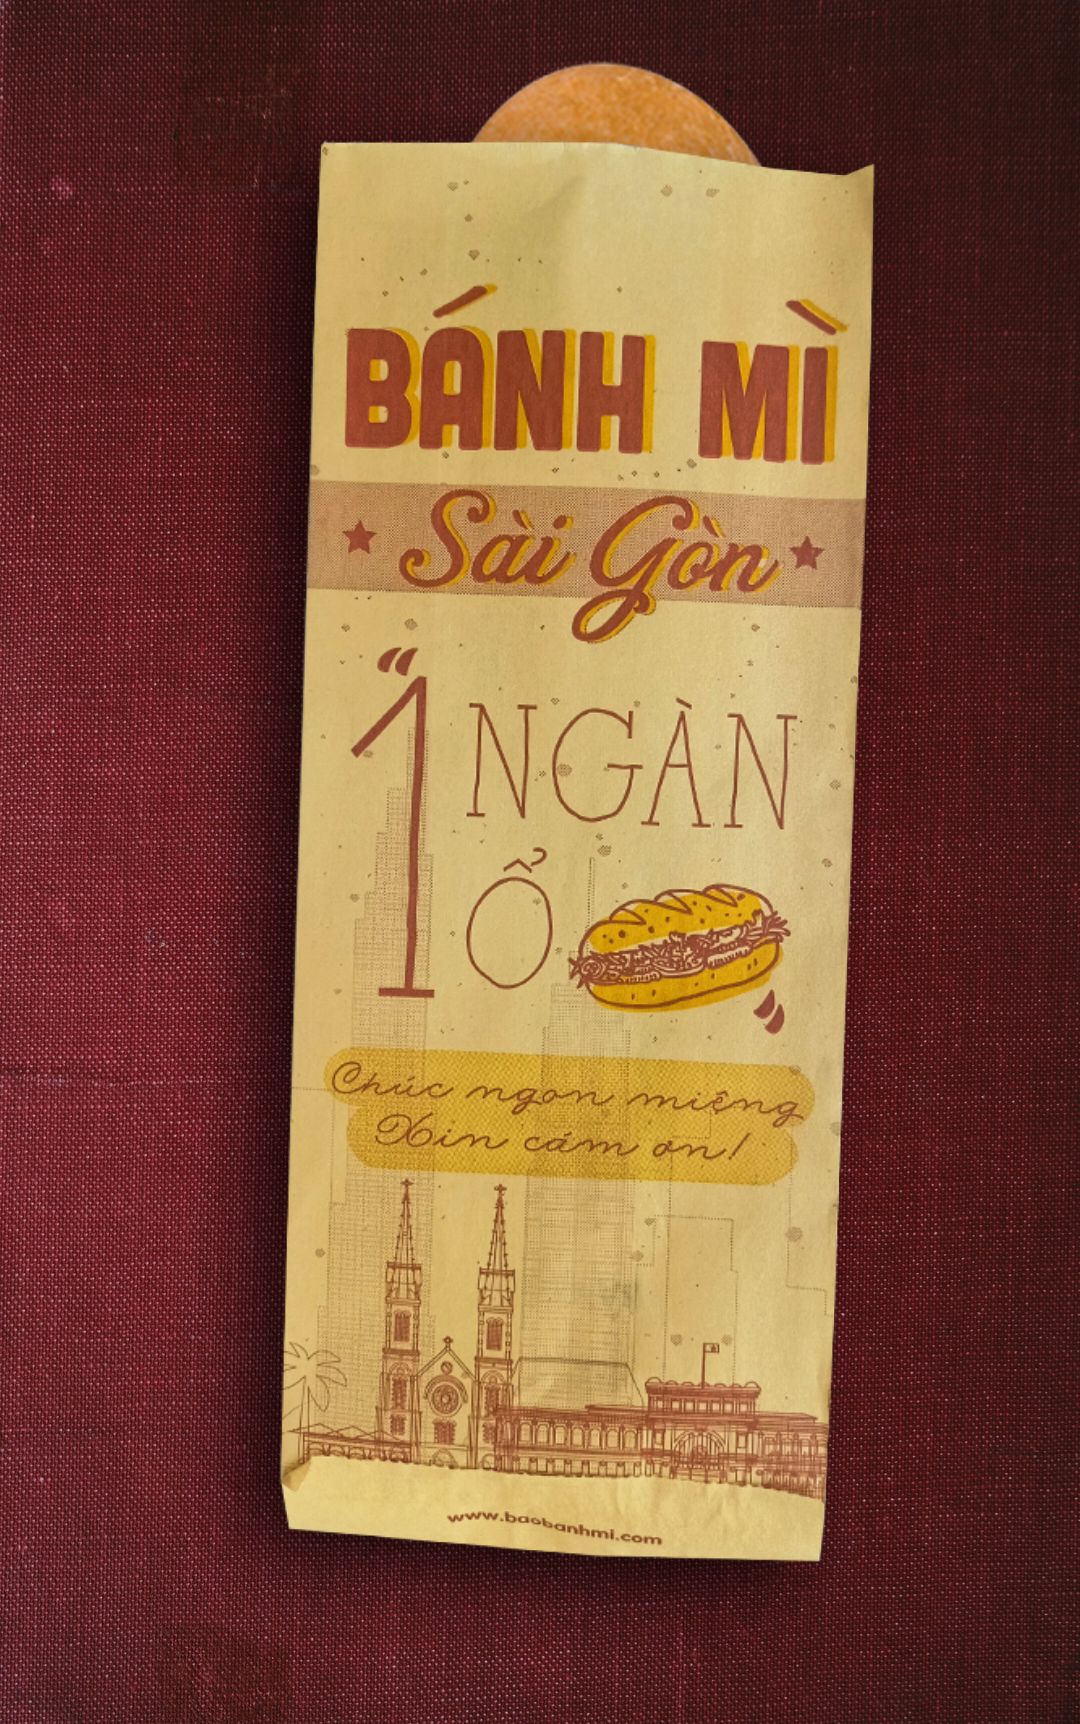 BÁNH MÌ
Sài Gòn
"1 NGÀN
Ổ"
Chúc ngon miệng
Xin cám ơn!
www.baobanhmi.com